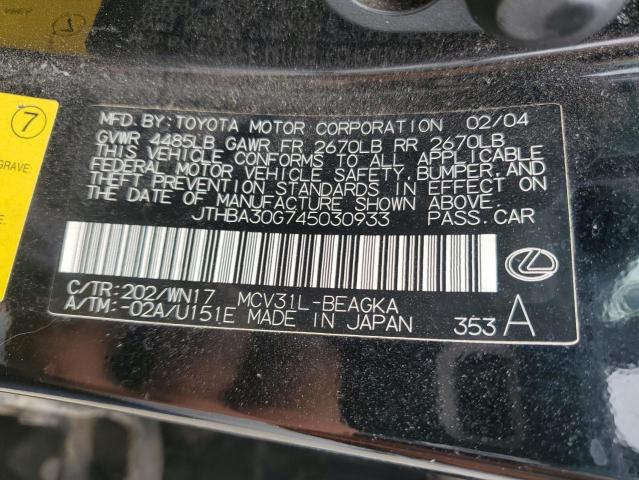 7
GRAVE:
MFD. BY: TOYOTA MOTOR CORPORATION 02/04
GVWR 4485LB GAWR FR 2670LB RR 2670LB
THIS VEHICLE CONFORMS TO ALL APPLICABLE
FEDERAL MOTOR VEHICLE SAFETY, BUMPER, AND
THEFT PREVENTION STANDARDS IN EFFECT ON
THE DATE OF MANUFACTURE SHOWN ABOVE.
JTHBA30G745030933 PASS. CAR
C/TR: 202/WN17 MCV31L-BEAGKA
A/TM: -02A/U151E MADE IN JAPAN 353 A